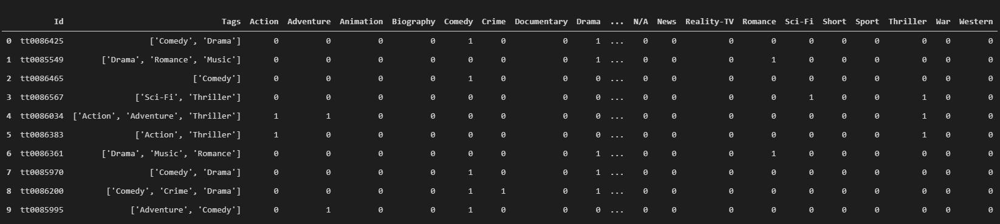 Id Tags Action Adventure Animation Biography Comedy Crime Documentary Drama ... N/A News Reality-TV Romance Sci-Fi Short Sport Thriller War Western
0 tt0086425 ['Comedy', 'Drama'] 0 0 0 0 1 0 0 1 ... 0 0 0 0 0 0 0 0 0 0
1 tt0085549 ['Drama', 'Romance', 'Music'] 0 0 0 0 0 0 0 1 ... 0 0 0 1 0 0 0 0 0 0
2 tt0086465 ['Comedy'] 0 0 0 0 1 0 0 0 ... 0 0 0 0 0 0 0 0 0 0
3 tt0086567 ['Sci-Fi', 'Thriller'] 0 0 0 0 0 0 0 0 ... 0 0 0 0 1 0 0 1 0 0
4 tt0086034 ['Action', 'Adventure', 'Thriller'] 1 1 0 0 0 0 0 0 ... 0 0 0 0 0 0 0 1 0 0
5 tt0086383 ['Action', 'Thriller'] 1 0 0 0 0 0 0 0 ... 0 0 0 0 0 0 0 1 0 0
6 tt0086361 ['Drama', 'Music', 'Romance'] 0 0 0 0 0 0 0 1 ... 0 0 0 1 0 0 0 0 0 0
7 tt0085970 ['Comedy', 'Drama'] 0 0 0 0 1 0 0 1 ... 0 0 0 0 0 0 0 0 0 0
8 tt0086200 ['Comedy', 'Crime', 'Drama'] 0 0 0 0 1 1 0 1 ... 0 0 0 0 0 0 0 0 0 0
9 tt0085995 ['Adventure', 'Comedy'] 0 1 0 0 1 0 0 0 ... 0 0 0 0 0 0 0 0 0 0